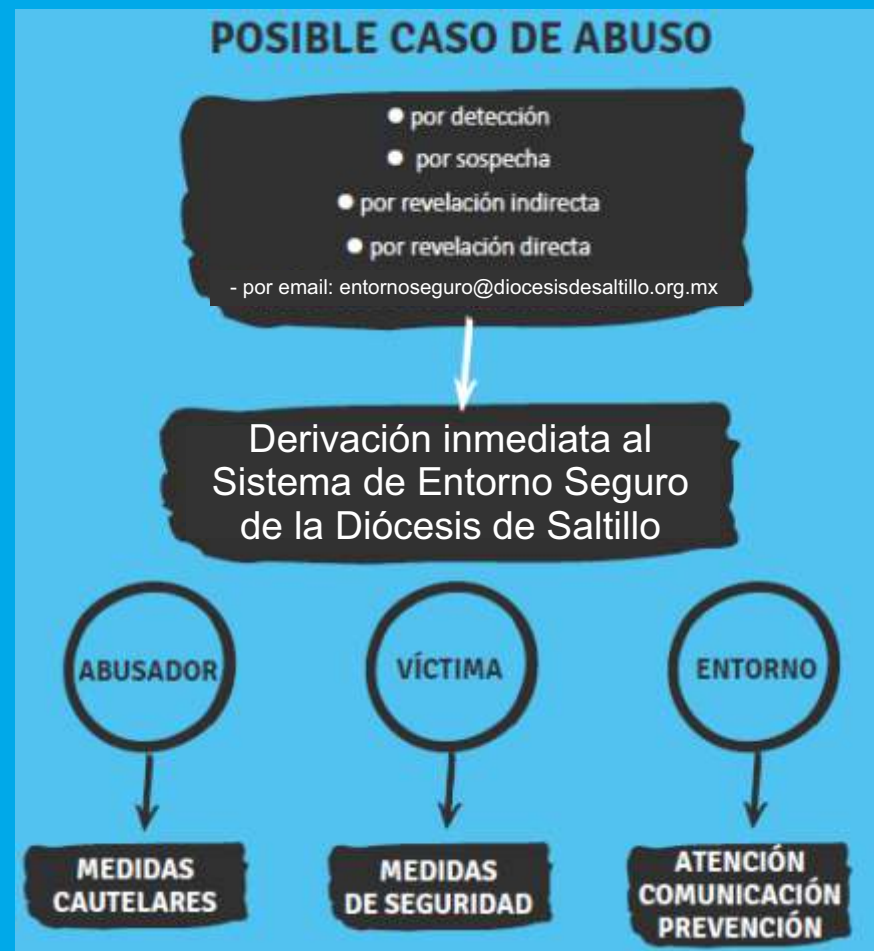 POSIBLE CASO DE ABUSO
● por detección
● por sospecha
● por revelación indirecta
● por revelación directa
- por email: entornoseguro@diocesisdesaltillo.org.mx
Derivación inmediata al
Sistema de Entorno Seguro
de la Diócesis de Saltillo
ABUSADOR
VÍCTIMA
ENTORNO
MEDIDAS
CAUTELARES
MEDIDAS
DE SEGURIDAD
ATENCIÓN
COMUNICACIÓN
PREVENCIÓN